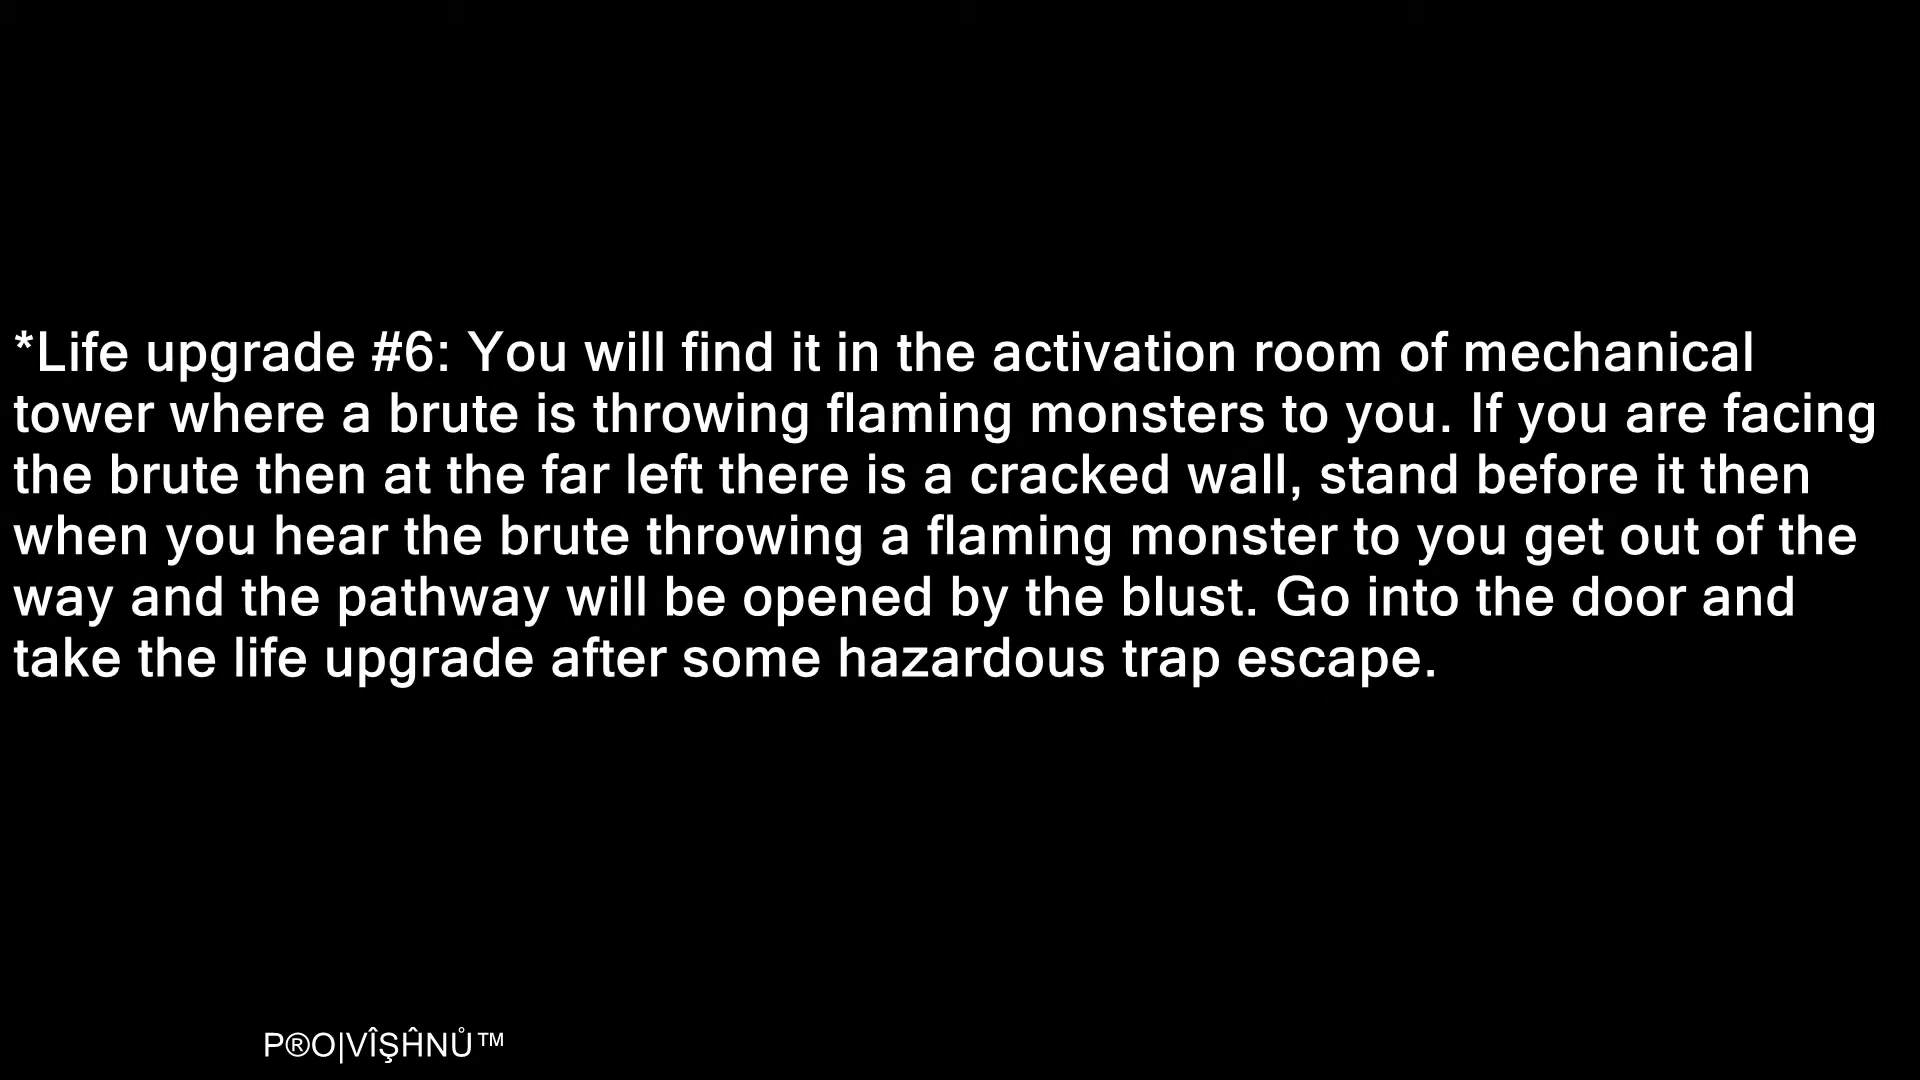 *Life upgrade #6: You will find it in the activation room of mechanical
tower where a brute is throwing flaming monsters to you. If you are facing
the brute then at the far left there is a cracked wall, stand before it then
when you hear the brute throwing a flaming monster to you get out of the
way and the pathway will be opened by the blust. Go into the door and
take the life upgrade after some hazardous trap escape.
P®O|VÎŞĤNŮ™